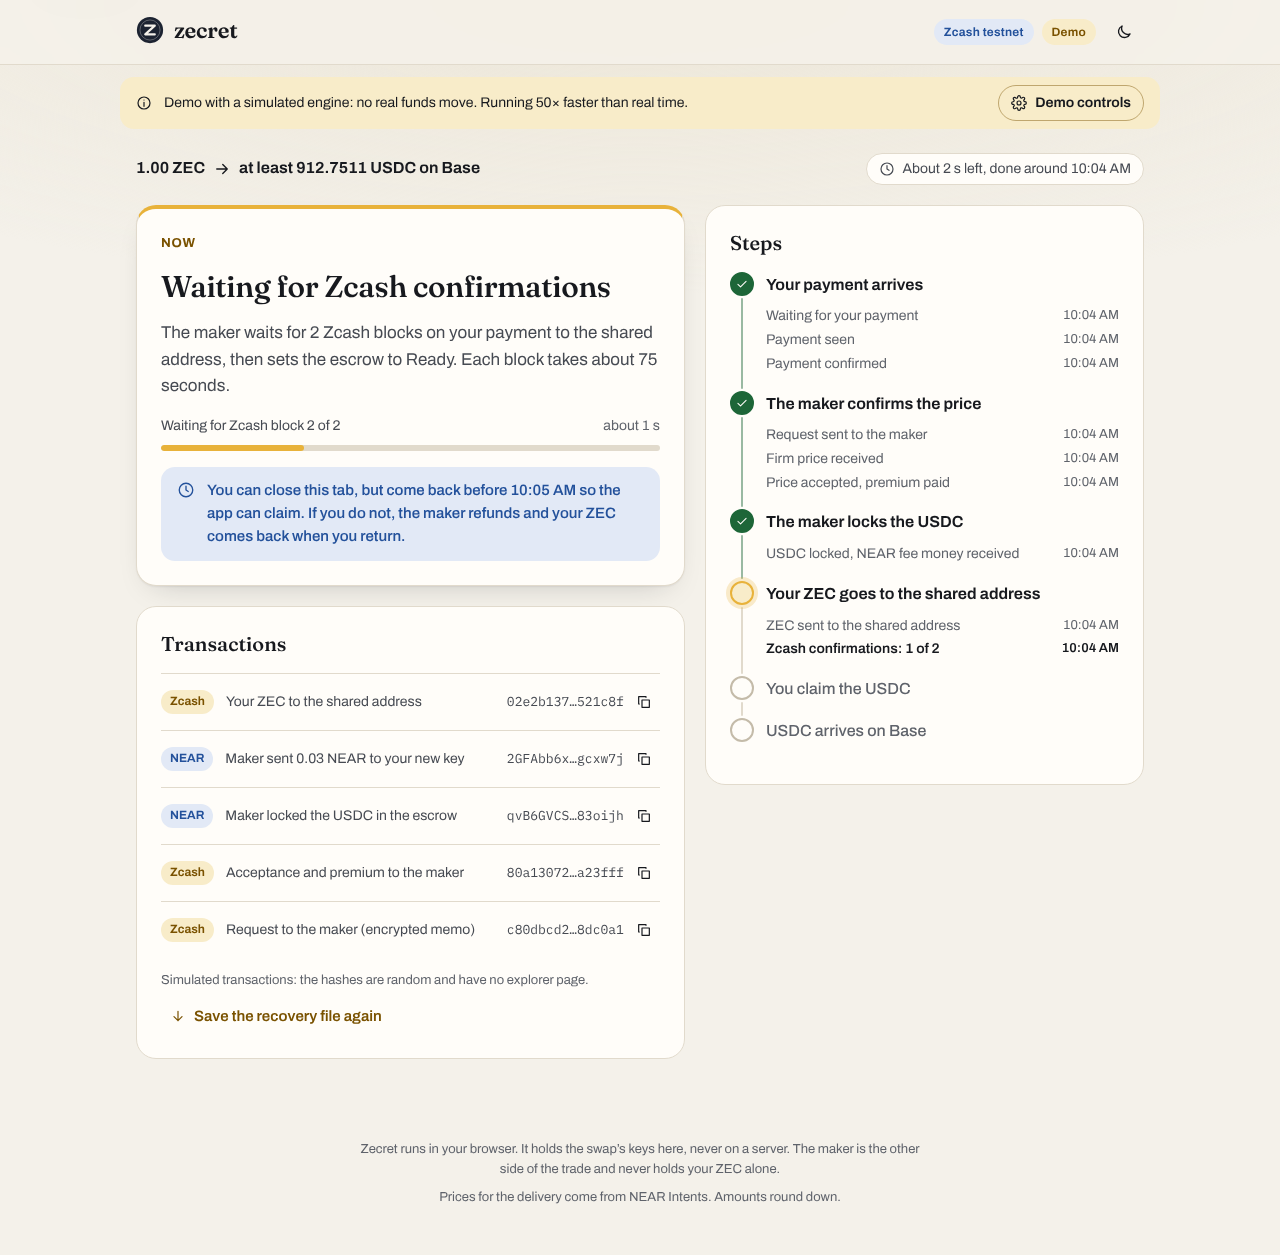 zecret
Zcash testnet
Demo
Demo with a simulated engine: no real funds move. Running 50× faster than real time.
Demo controls
1.00 ZEC → at least 912.7511 USDC on Base
About 2 s left, done around 10:04 AM
NOW
Waiting for Zcash confirmations
The maker waits for 2 Zcash blocks on your payment to the shared
address, then sets the escrow to Ready. Each block takes about 75
seconds.
Waiting for Zcash block 2 of 2
about 1 s
You can close this tab, but come back before 10:05 AM so the
app can claim. If you do not, the maker refunds and your ZEC
comes back when you return.
Transactions
Zcash Your ZEC to the shared address 02e2b137…521c8f
NEAR Maker sent 0.03 NEAR to your new key 2GFAbb6x…gcxw7j
NEAR Maker locked the USDC in the escrow qvB6GVCS…83oijh
Zcash Acceptance and premium to the maker 80a13072…a23fff
Zcash Request to the maker (encrypted memo) c80dbcd2…8dc0a1
Simulated transactions: the hashes are random and have no explorer page.
Save the recovery file again
Steps
Your payment arrives
Waiting for your payment 10:04 AM
Payment seen 10:04 AM
Payment confirmed 10:04 AM
The maker confirms the price
Request sent to the maker 10:04 AM
Firm price received 10:04 AM
Price accepted, premium paid 10:04 AM
The maker locks the USDC
USDC locked, NEAR fee money received 10:04 AM
Your ZEC goes to the shared address
ZEC sent to the shared address 10:04 AM
Zcash confirmations: 1 of 2 10:04 AM
You claim the USDC
USDC arrives on Base
Zecret runs in your browser. It holds the swap’s keys here, never on a server. The maker is the other
side of the trade and never holds your ZEC alone.
Prices for the delivery come from NEAR Intents. Amounts round down.